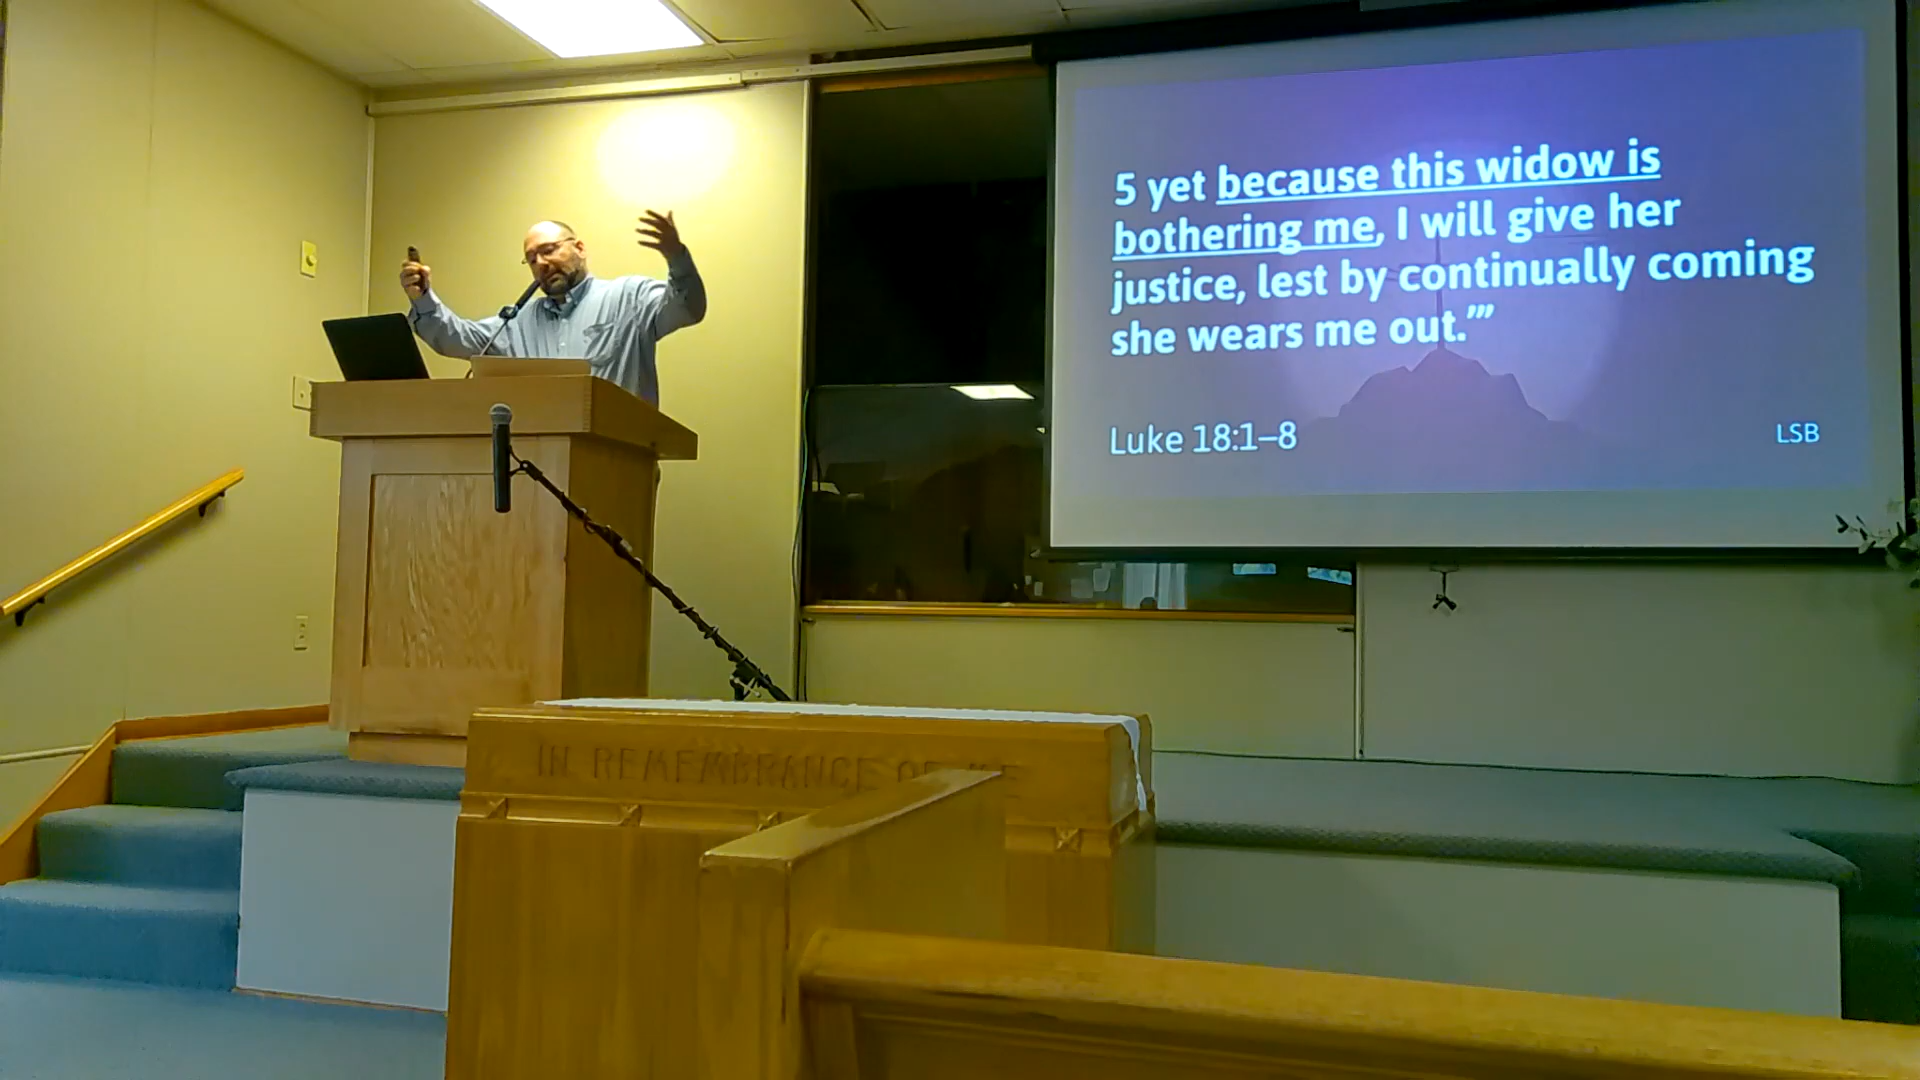 5 yet because this widow is
bothering me, I will give her
justice, lest by continually coming
she wears me out.’”
Luke 18:1–8
LSB
IN REMEMBRANCE OF ME